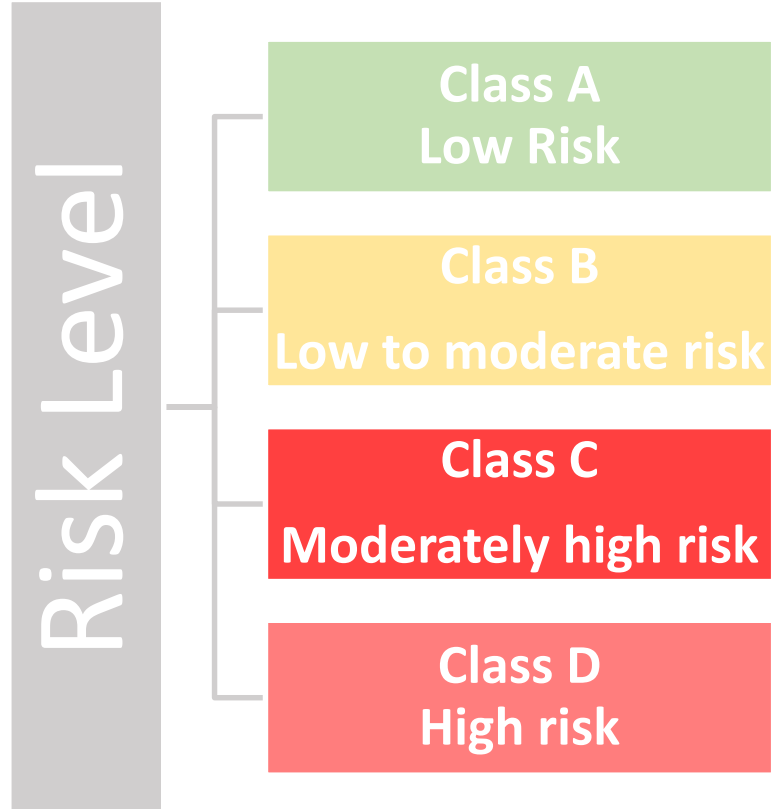 Risk Level
Class A
Low Risk
Class B
Low to moderate risk
Class C
Moderately high risk
Class D
High risk